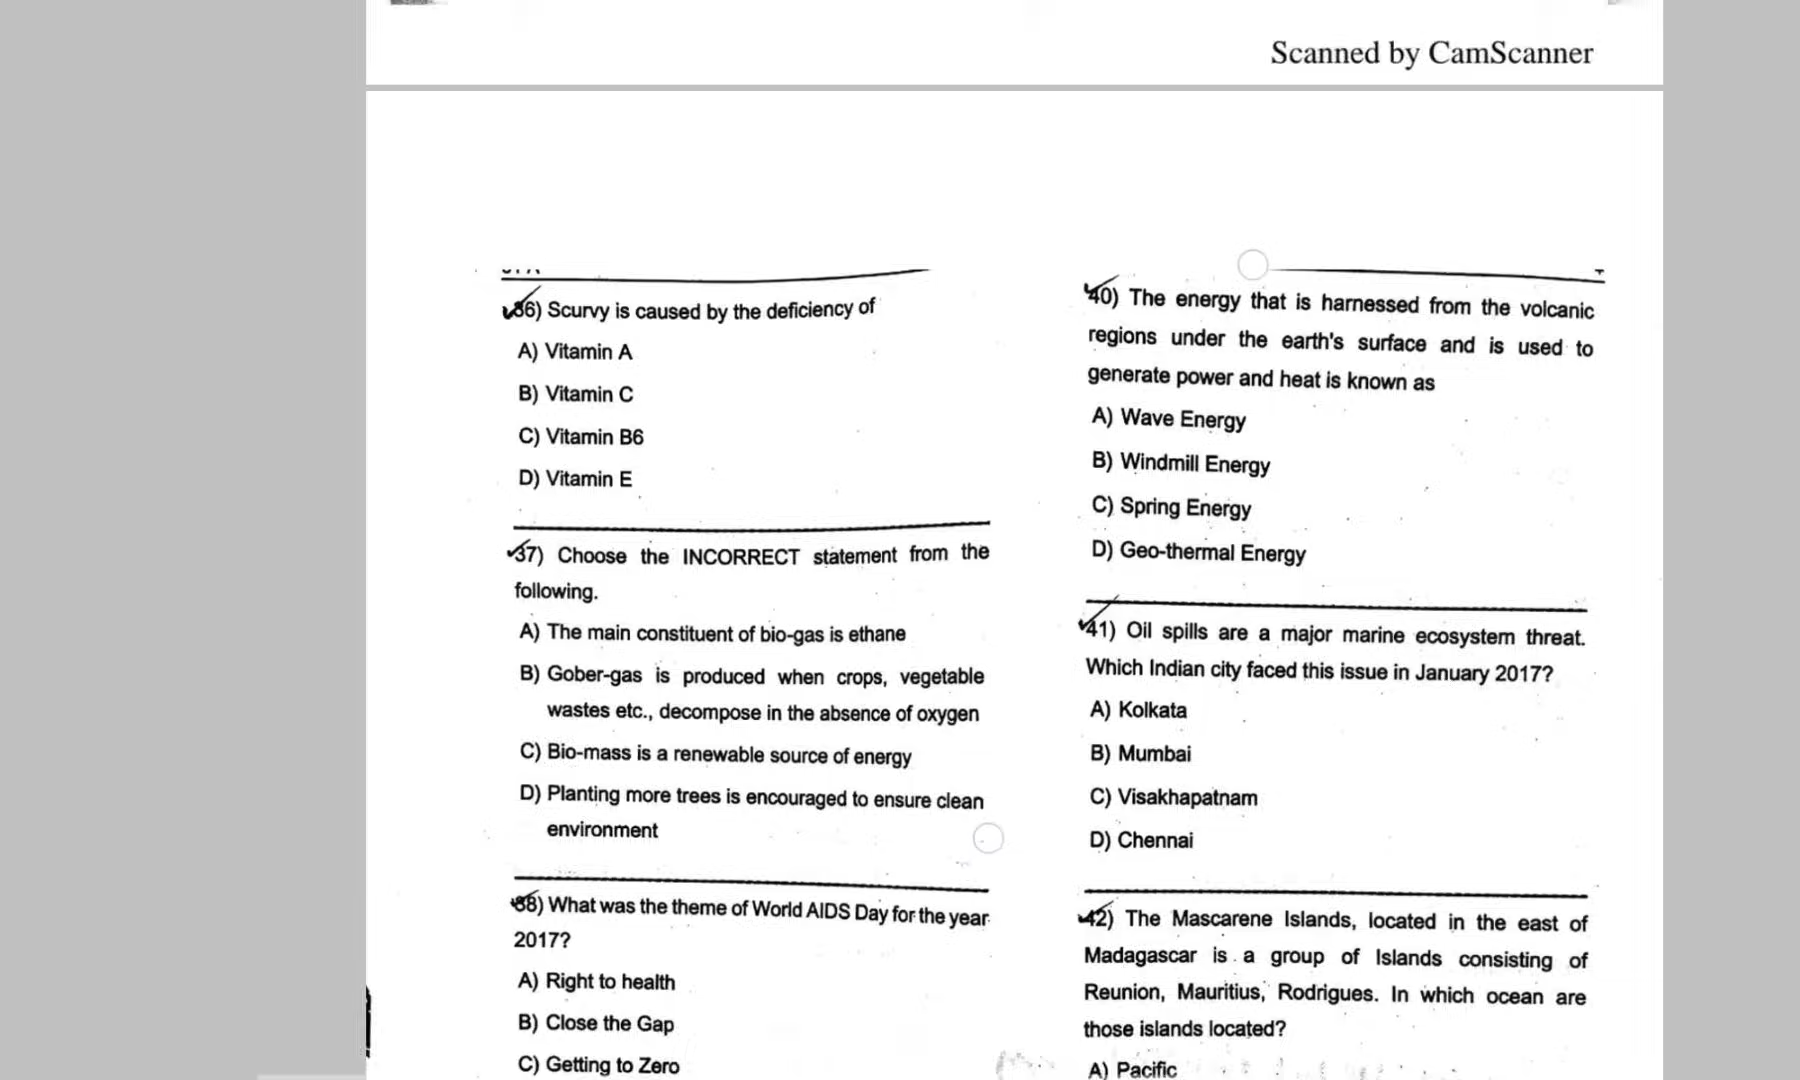 Scanned by CamScanner
36) Scurvy is caused by the deficiency of
A) Vitamin A
B) Vitamin C
C) Vitamin B6
D) Vitamin E
37) Choose the INCORRECT statement from the
following.
A) The main constituent of bio-gas is ethane
B) Gober-gas is produced when crops, vegetable
wastes etc., decompose in the absence of oxygen
C) Bio-mass is a renewable source of energy
D) Planting more trees is encouraged to ensure clean
environment
38) What was the theme of World AIDS Day for the year
2017?
A) Right to health
B) Close the Gap
C) Getting to Zero
40) The energy that is harnessed from the volcanic
regions under the earth's surface and is used to
generate power and heat is known as
A) Wave Energy
B) Windmill Energy
C) Spring Energy
D) Geo-thermal Energy
41) Oil spills are a major marine ecosystem threat.
Which Indian city faced this issue in January 2017?
A) Kolkata
B) Mumbai
C) Visakhapatnam
D) Chennai
42) The Mascarene Islands, located in the east of
Madagascar is a group of Islands consisting of
Reunion, Mauritius, Rodrigues. In which ocean are
those islands located?
A) Pacific